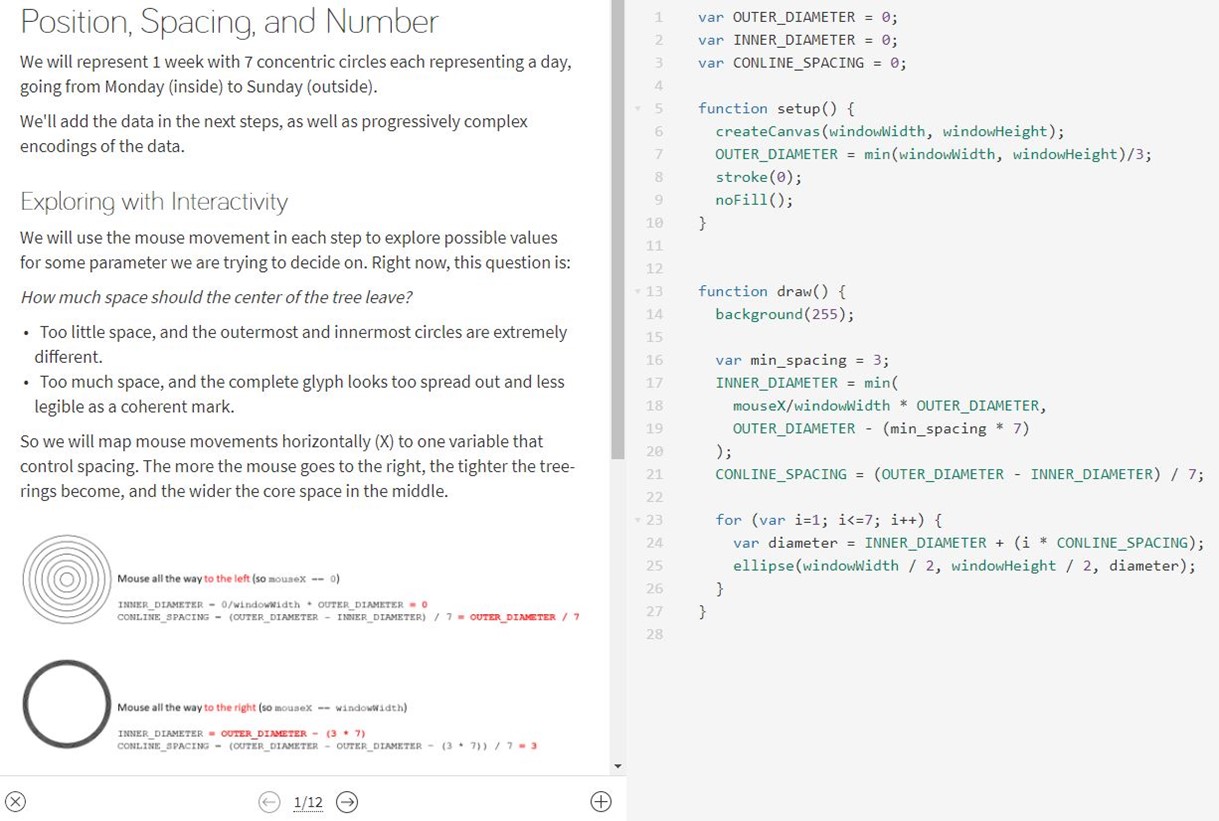 Position, Spacing, and Number
We will represent 1 week with 7 concentric circles each representing a day,
going from Monday (inside) to Sunday (outside).
We'll add the data in the next steps, as well as progressively complex
encodings of the data.
Exploring with Interactivity
We will use the mouse movement in each step to explore possible values
for some parameter we are trying to decide on. Right now, this question is:
How much space should the center of the tree leave?
• Too little space, and the outermost and innermost circles are extremely
different.
• Too much space, and the complete glyph looks too spread out and less
legible as a coherent mark.
So we will map mouse movements horizontally (X) to one variable that
control spacing. The more the mouse goes to the right, the tighter the tree-
rings become, and the wider the core space in the middle.
Mouse all the way to the left (so mouseX == 0)
INNER_DIAMETER = 0/windowWidth * OUTER_DIAMETER = 0
CONLINE_SPACING = (OUTER_DIAMETER - INNER_DIAMETER) / 7 = OUTER_DIAMETER / 7
Mouse all the way to the right (so mouseX == windowWidth)
INNER_DIAMETER = OUTER_DIAMETER - (3 * 7)
CONLINE_SPACING = (OUTER_DIAMETER - OUTER_DIAMETER - (3 * 7)) / 7 = 3
1/12
1 var OUTER_DIAMETER = 0;
2 var INNER_DIAMETER = 0;
3 var CONLINE_SPACING = 0;
4
5 function setup() {
6 createCanvas(windowWidth, windowHeight);
7 OUTER_DIAMETER = min(windowWidth, windowHeight)/3;
8 stroke(0);
9 noFill();
10 }
11
12
13 function draw() {
14 background(255);
15
16 var min_spacing = 3;
17 INNER_DIAMETER = min(
18 mouseX/windowWidth * OUTER_DIAMETER,
19 OUTER_DIAMETER - (min_spacing * 7)
20 );
21 CONLINE_SPACING = (OUTER_DIAMETER - INNER_DIAMETER) / 7;
22
23 for (var i=1; i<=7; i++) {
24 var diameter = INNER_DIAMETER + (i * CONLINE_SPACING);
25 ellipse(windowWidth / 2, windowHeight / 2, diameter);
26 }
27 }
28